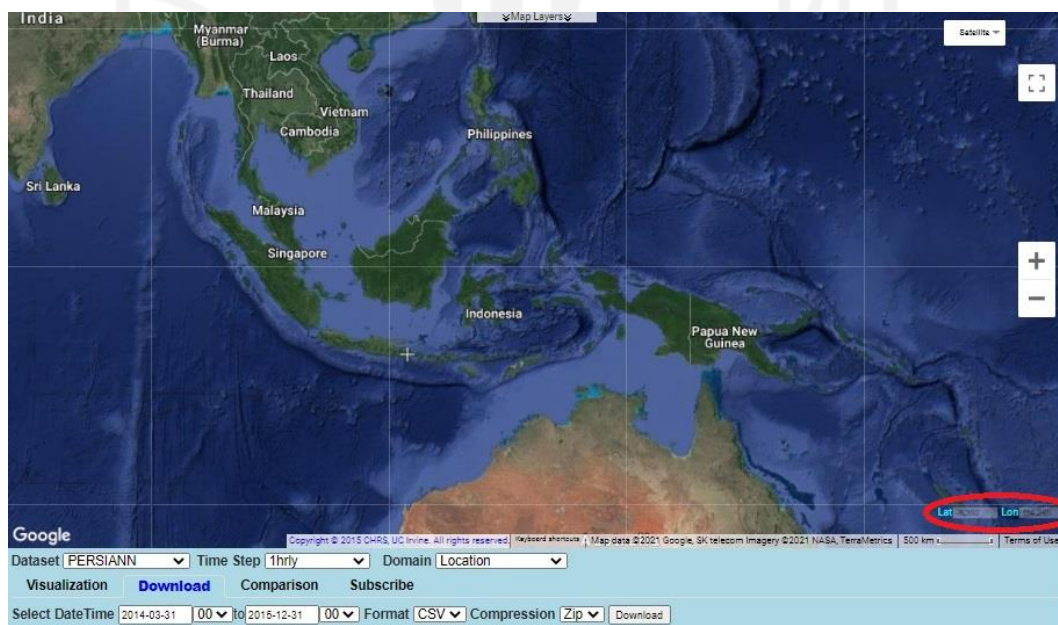 Map Layers
India
Myanmar
(Burma)
Satellite
Laos
Thailand
Vietnam
Cambodia
Philippines
Sri Lanka
Malaysia
Singapore
Indonesia
Papua New
Guinea
Lat Lon
Google
Copyright © 2015 CHRS, UC Irvine. All rights reserved. Keyboard shortcuts Map data ©2021 Google, SK telecom Imagery ©2021 NASA, TerraMetrics 500 km Terms of Use
Dataset PERSIANN Time Step 1hrly Domain Location
Visualization Download Comparison Subscribe
Select DateTime 2014-03-31 00 to 2015-12-31 00 Format CSV Compression Zip Download